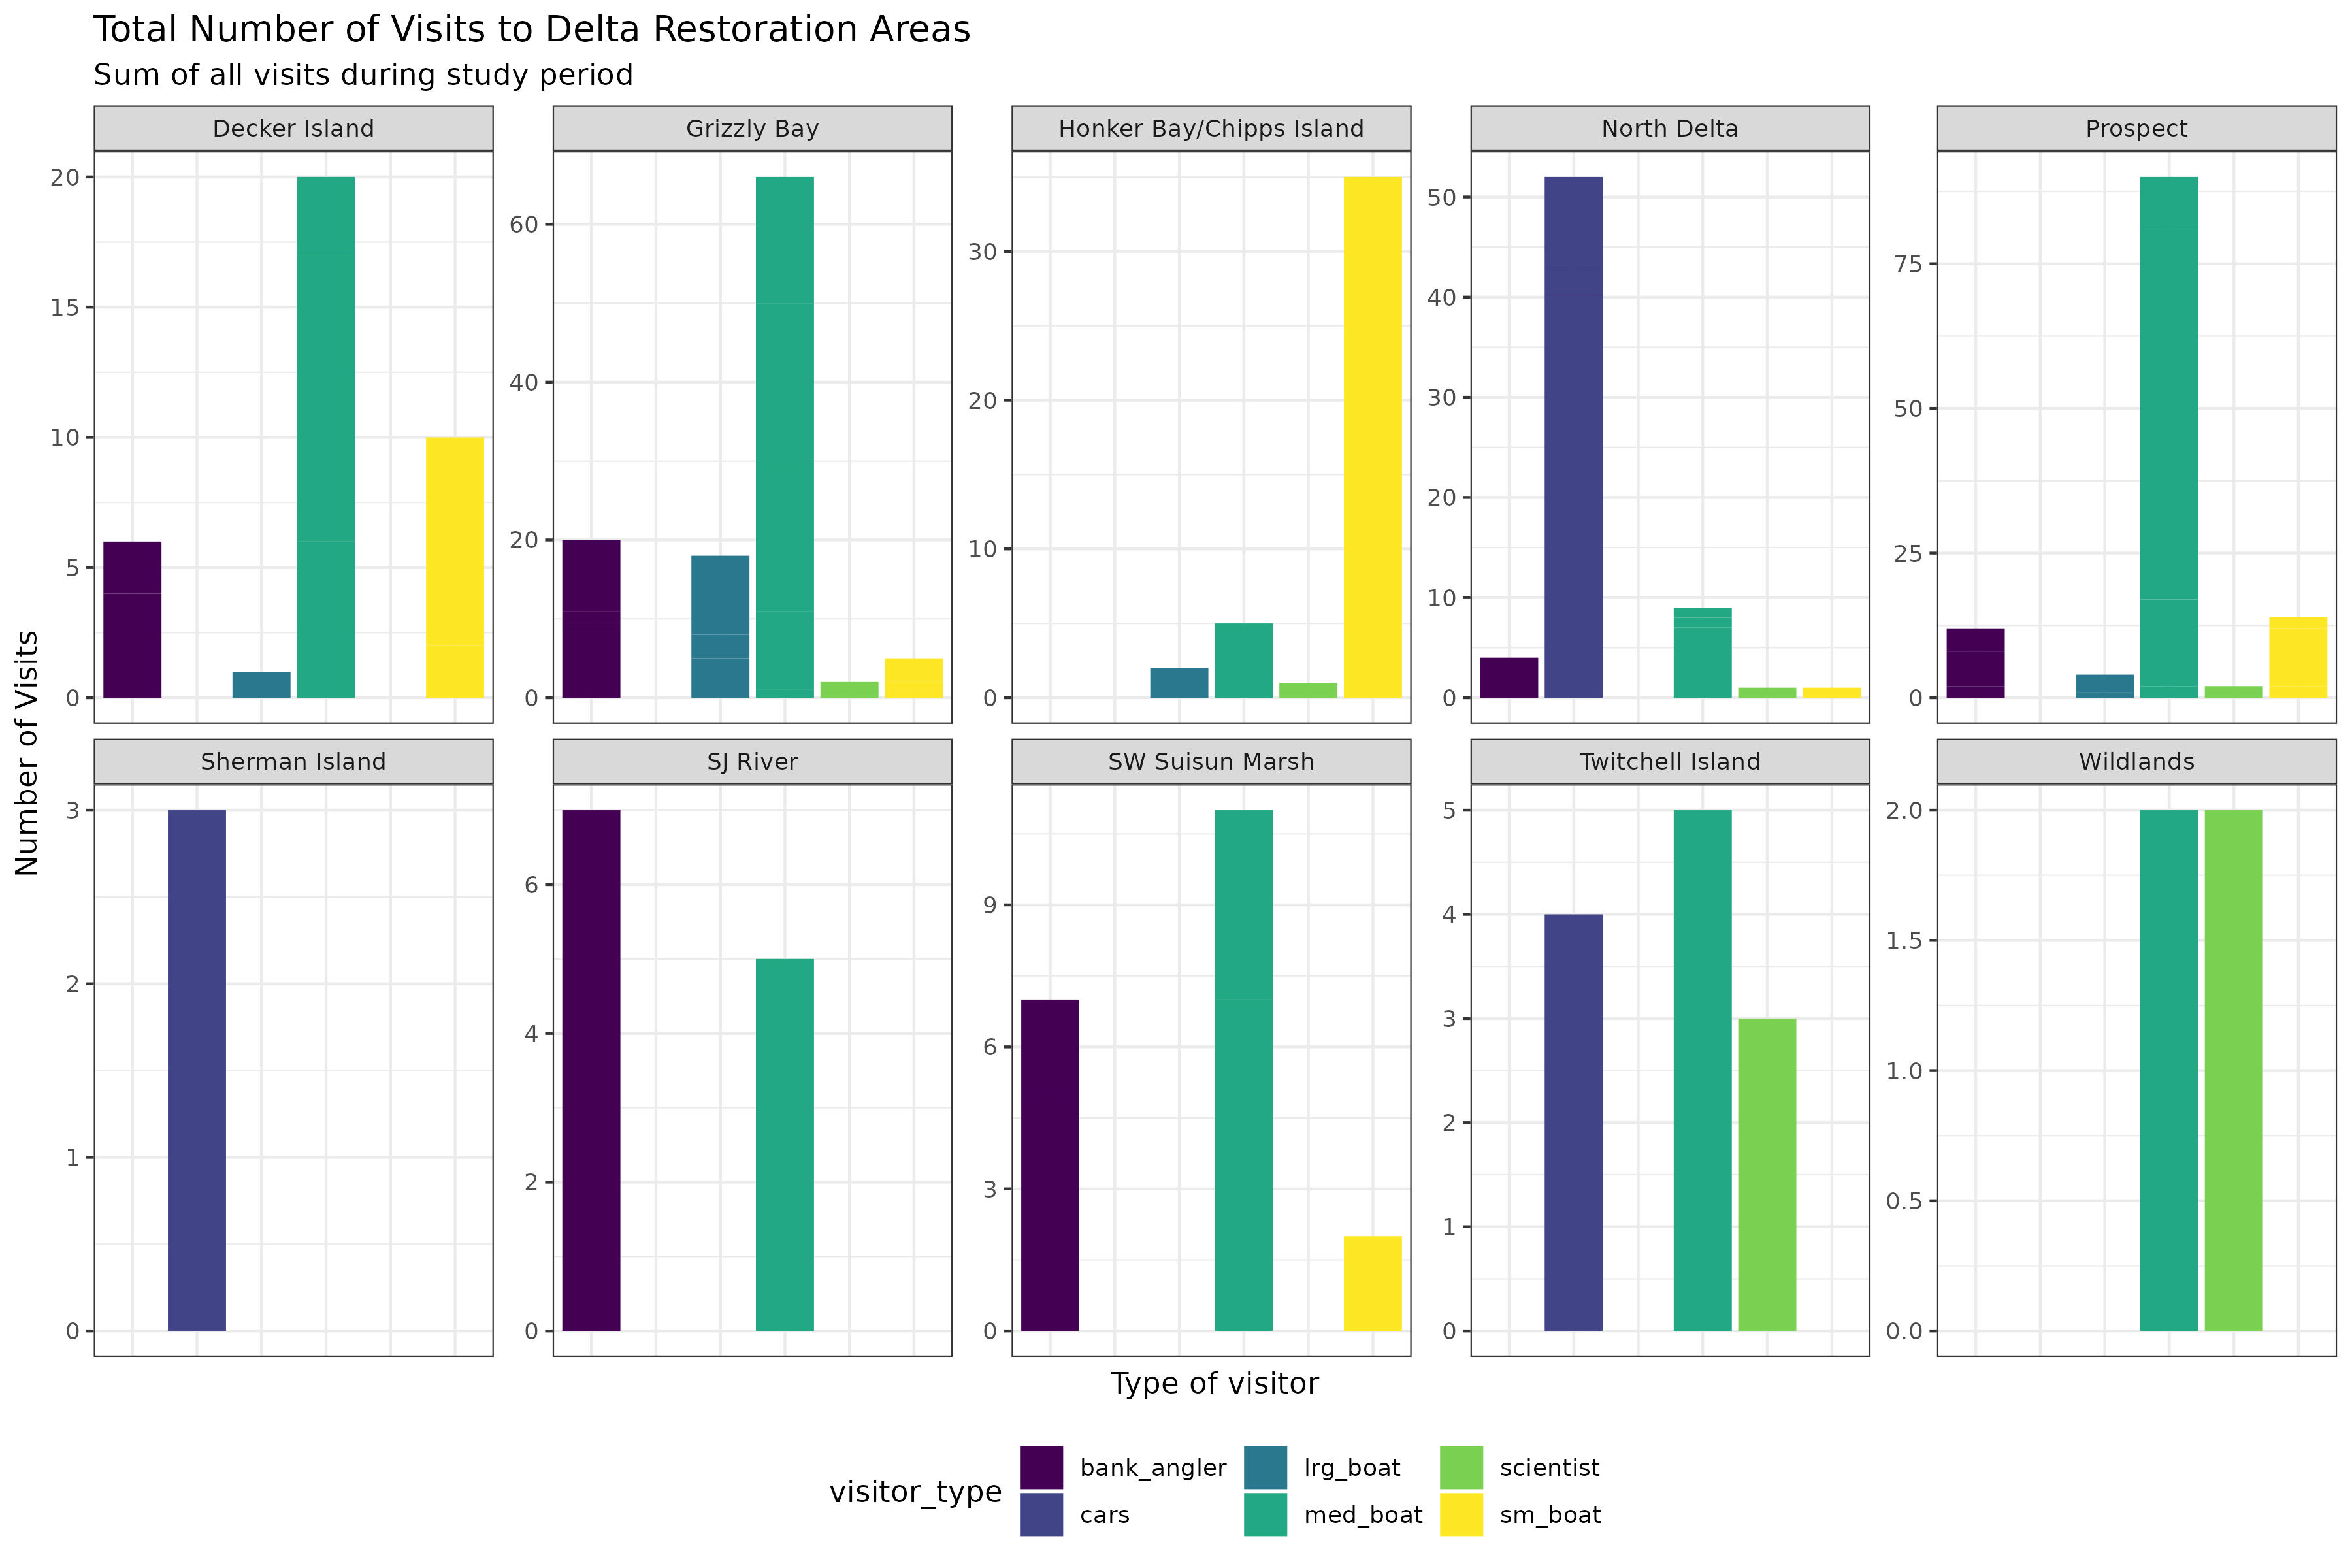 Total Number of Visits to Delta Restoration Areas
Sum of all visits during study period
Number of Visits
Decker Island
20
15
10
5
0
Grizzly Bay
60
40
20
0
Honker Bay/Chipps Island
30
20
10
0
North Delta
50
40
30
20
10
0
Prospect
75
50
25
0
Sherman Island
3
2
1
0
SJ River
6
4
2
0
SW Suisun Marsh
9
6
3
0
Twitchell Island
5
4
3
2
1
0
Wildlands
2.0
1.5
1.0
0.5
0.0
Type of visitor
visitor_type
bank_angler
cars
lrg_boat
med_boat
scientist
sm_boat